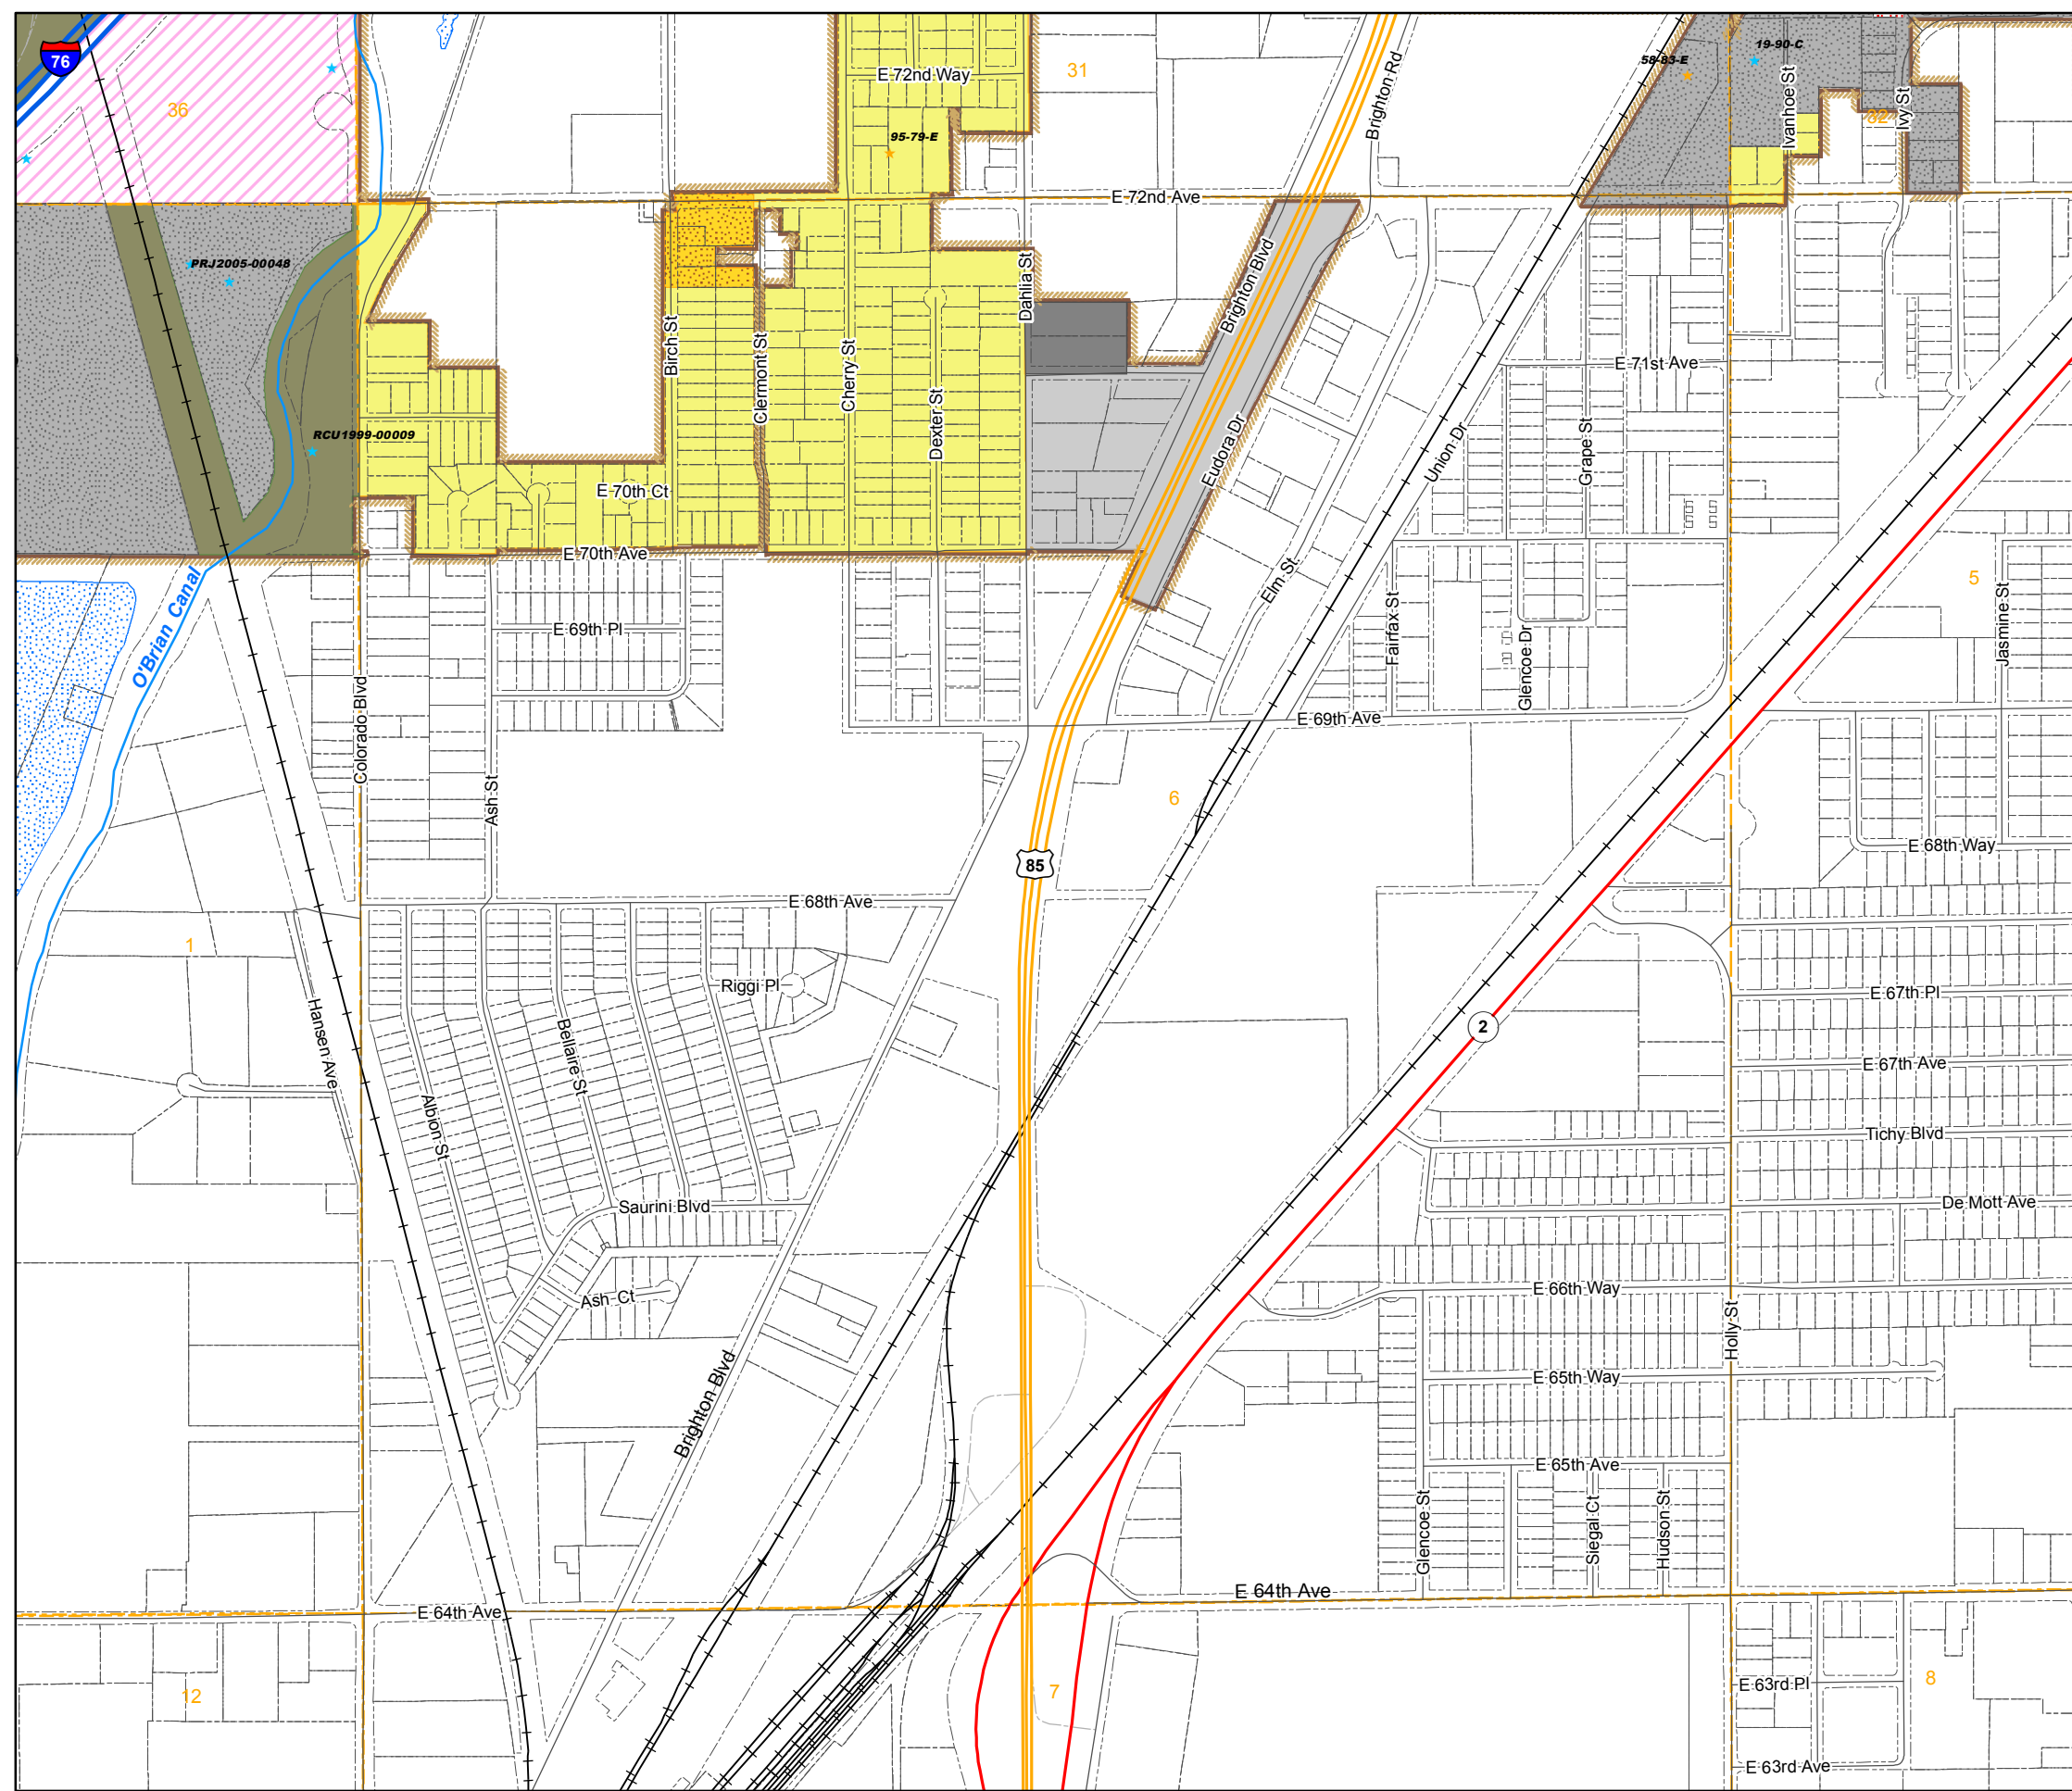 76
36
31
E 72nd Way
95-79-E
Brighton Rd
58-83-E
19-90-C
Ivanhoe St
32
Ivy St
E 72nd Ave
PRJ2005-00048
Dahlia St
Brighton Blvd
Birch St
Clermont St
Cherry St
Dexter St
E 71st Ave
RCU1999-00009
Eudora Dr
Union Dr
Grape St
E 70th Ct
E 70th Ave
O'Brian Canal
E 69th Pl
Elm St
Fairfax St
Glencoe Dr
5
Jasmine St
Colorado Blvd
E 69th Ave
Ash St
6
85
E 68th Way
E 68th Ave
1
Riggi Pl
E 67th Pl
Hansen Ave
Bellaire St
2
E 67th Ave
Albion St
Tichy Blvd
Saurini Blvd
De Mott Ave
Ash Ct
E 66th Way
Holly St
E 65th Way
Brighton Blvd
E 65th Ave
Glencoe St
Siegal Ct
Hudson St
E 64th Ave
E 64th Ave
12
7
E 63rd Pl
8
E 63rd Ave